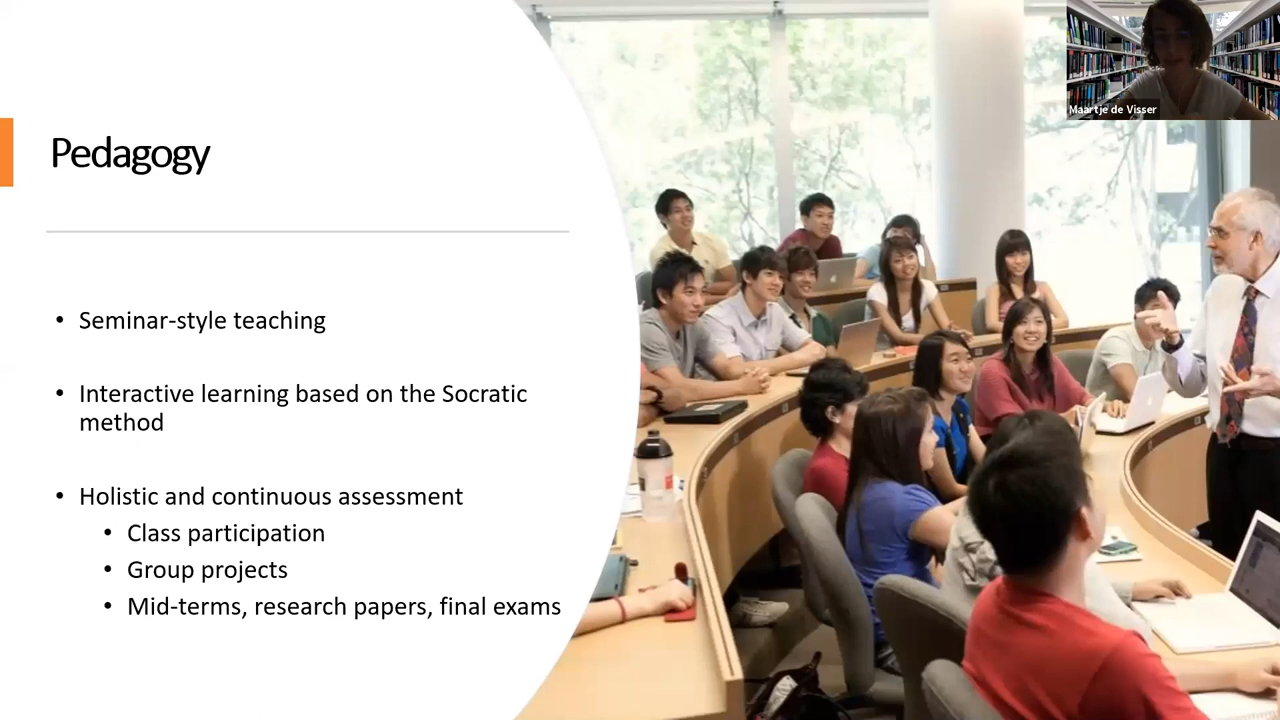 Maartje de Visser
Pedagogy
• Seminar-style teaching
• Interactive learning based on the Socratic
method
• Holistic and continuous assessment
• Class participation
• Group projects
• Mid-terms, research papers, final exams